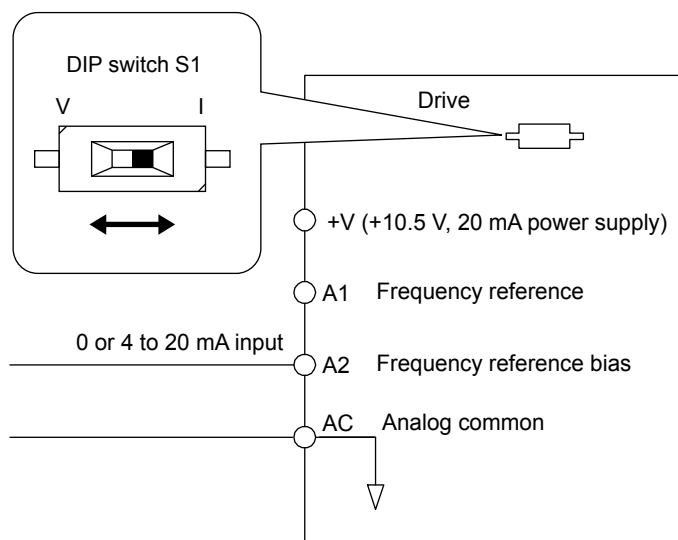 DIP switch S1
V I
Drive
+V (+10.5 V, 20 mA power supply)
A1 Frequency reference
0 or 4 to 20 mA input
A2 Frequency reference bias
AC Analog common